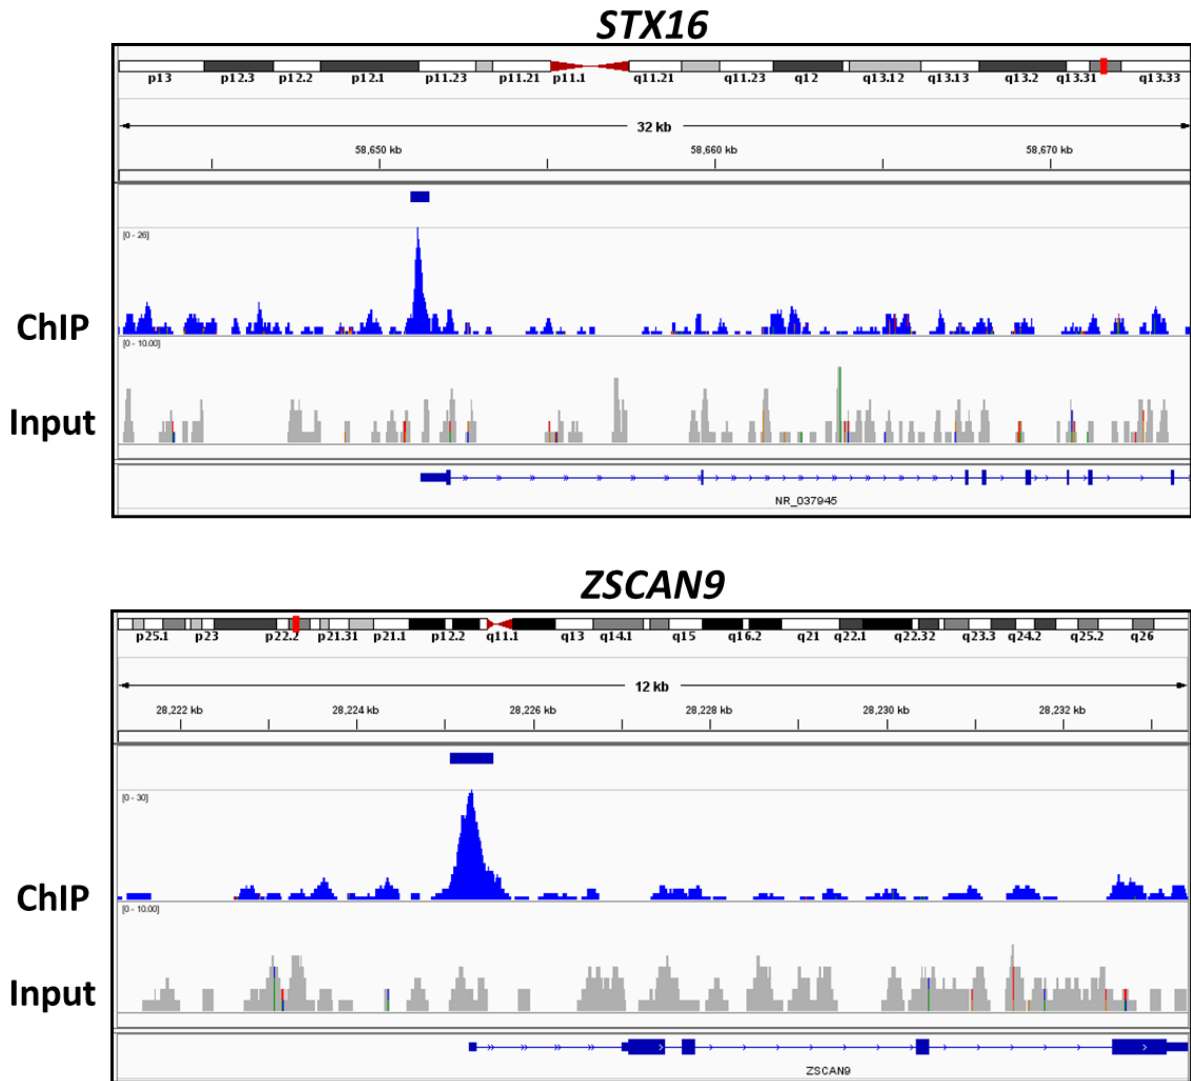 STX16
p13 p12.3 p12.2 p12.1 p11.23 p11.21 p11.1 q11.21 q11.23 q12 q13.12 q13.13 q13.2 q13.31 q13.33
32 kb
58,650 kb 58,660 kb 58,670 kb
[0 - 26]
ChIP
[0 - 10.00]
Input
NR_037945
ZSCAN9
p25.1 p23 p22.2 p21.31 p21.1 p12.2 q11.1 q13 q14.1 q15 q16.2 q21 q22.1 q22.32 q23.3 q24.2 q25.2 q26
12 kb
28,222 kb 28,224 kb 28,226 kb 28,228 kb 28,230 kb 28,232 kb
[0 - 30]
ChIP
[0 - 10.00]
Input
ZSCAN9